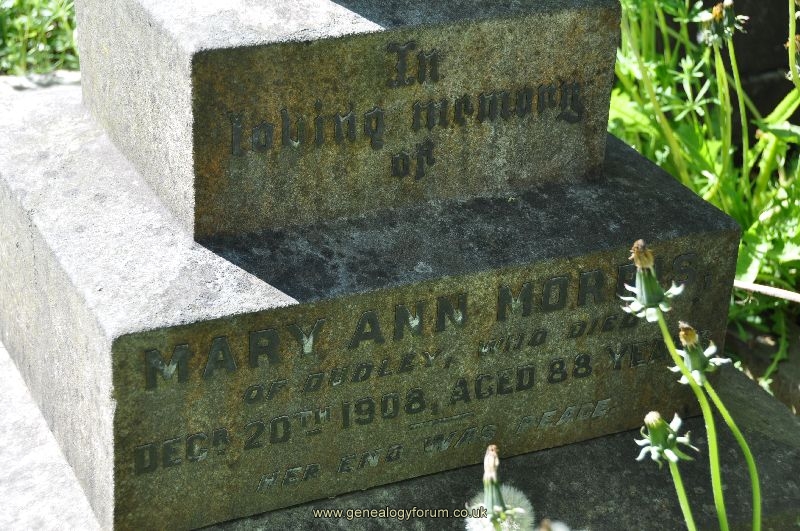 In
loving memory
of
MARY ANN MORRIS,
OF DUDLEY, WHO DIED
DECR 20TH 1908, AGED 88 YEARS.
HER END WAS PEACE.
www.genealogyforum.co.uk